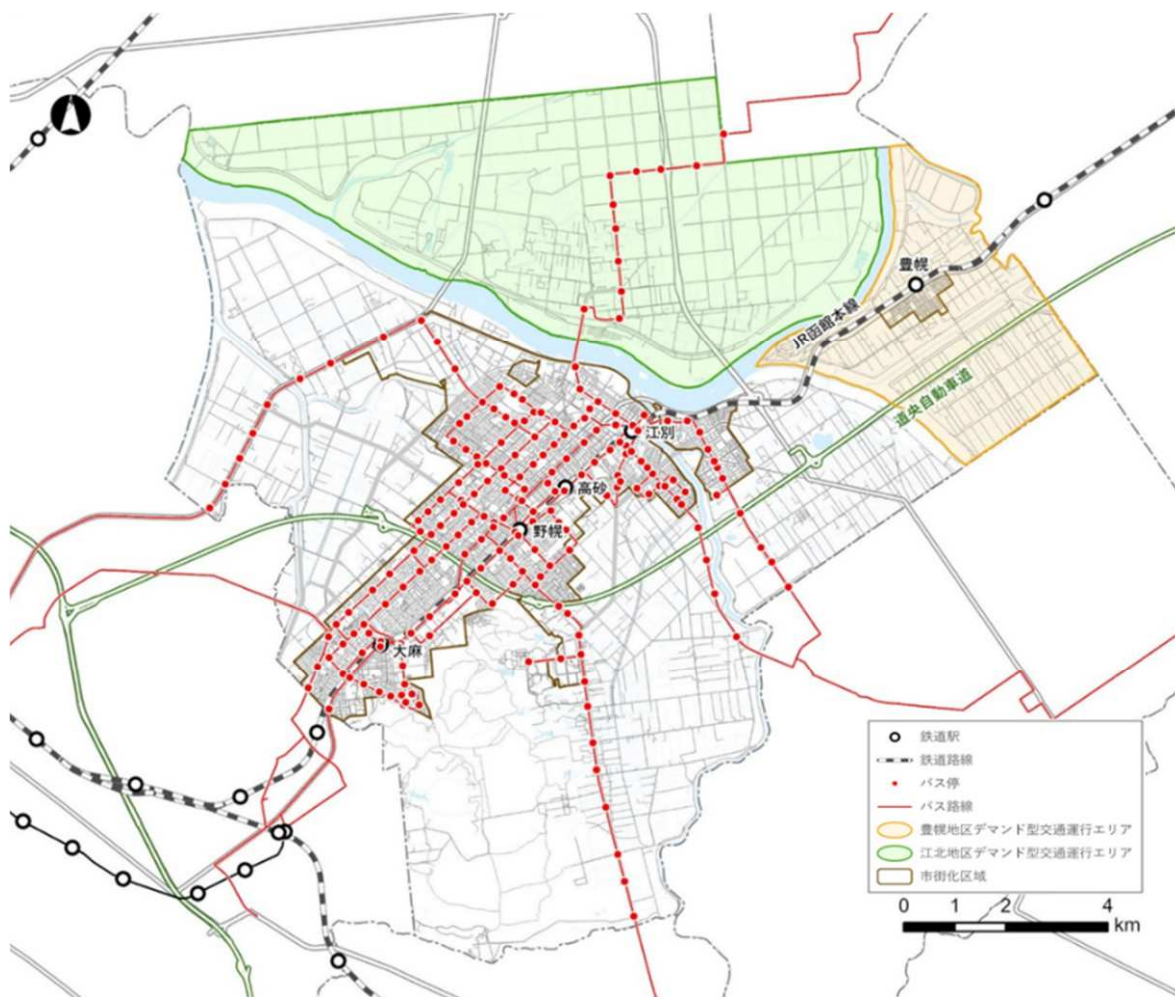 豊幌
JR函館本線
道央自動車道
江別
高砂
野幌
大麻
鉄道駅
鉄道路線
バス停
バス路線
豊幌地区デマンド型交通運行エリア
江北地区デマンド型交通運行エリア
市街化区域
0 1 2 4
km